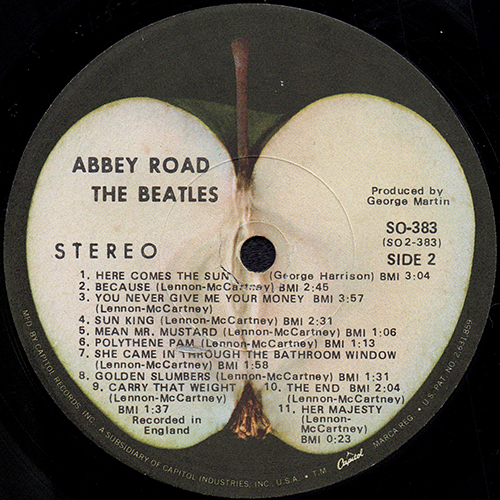 ABBEY ROAD
THE BEATLES
Produced by
George Martin
STEREO
SO-383
(SO2-383)
SIDE 2
1. HERE COMES THE SUN (George Harrison) BMI 3:04
2. BECAUSE (Lennon-McCartney) BMI 2:45
3. YOU NEVER GIVE ME YOUR MONEY BMI 3:57
(Lennon-McCartney)
4. SUN KING (Lennon-McCartney) BMI 2:31
5. MEAN MR. MUSTARD (Lennon-McCartney) BMI 1:06
6. POLYTHENE PAM (Lennon-McCartney) BMI 1:13
7. SHE CAME IN THROUGH THE BATHROOM WINDOW
(Lennon-McCartney) BMI 1:58
8. GOLDEN SLUMBERS (Lennon-McCartney) BMI 1:31
9. CARRY THAT WEIGHT
(Lennon-McCartney)
BMI 1:37
Recorded in
England
10. THE END BMI 2:04
(Lennon-McCartney)
11. HER MAJESTY
(Lennon-
McCartney)
BMI 0:23
MFD. BY CAPITOL RECORDS, INC., A SUBSIDIARY OF CAPITOL INDUSTRIES, INC., U.S.A. • T.M. Capitol MARCA REG. • U.S. PAT. NO. 2,631,859